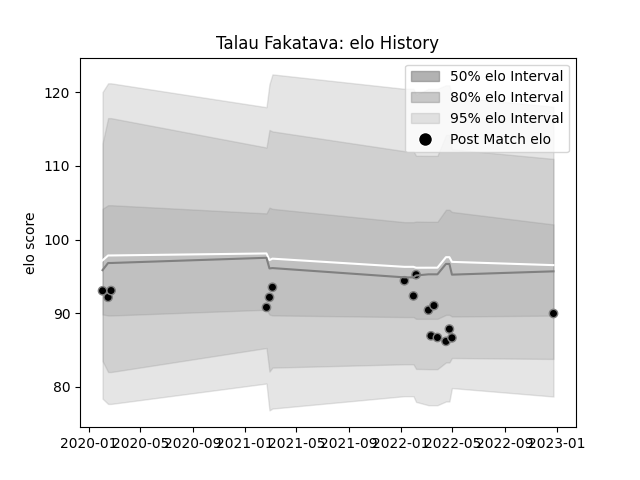 Talau Fakatava: elo History
50% elo Interval
80% elo Interval
95% elo Interval
Post Match elo
elo score
120
110
100
90
80
2020-01 2020-05 2020-09 2021-01 2021-05 2021-09 2022-01 2022-05 2022-09 2023-01